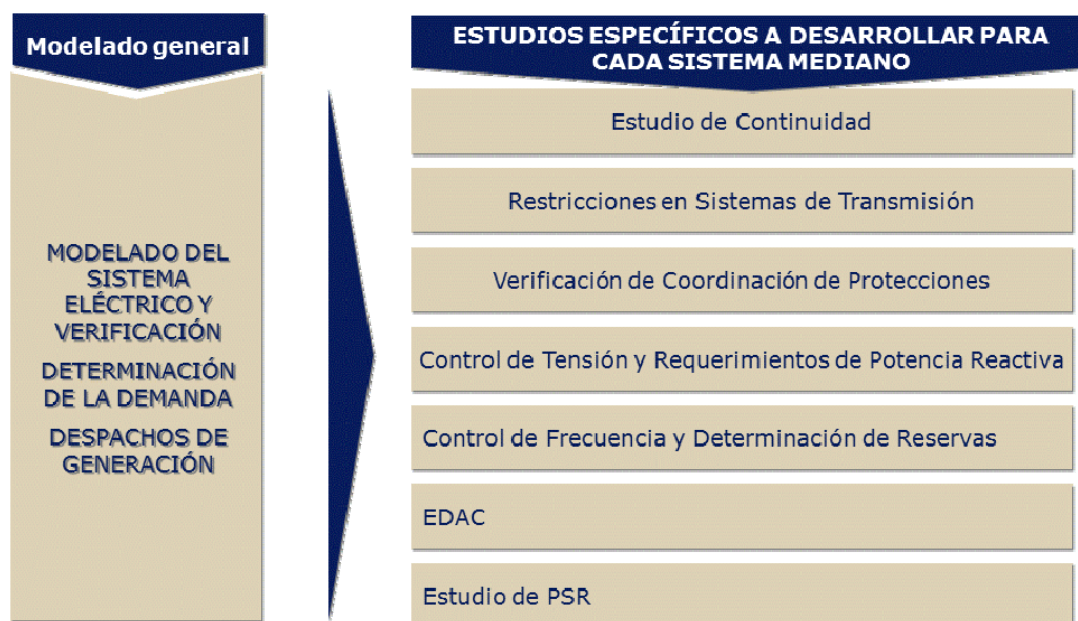 Modelado general
MODELADO DEL
SISTEMA
ELÉCTRICO Y
VERIFICACIÓN
DETERMINACIÓN
DE LA DEMANDA
DESPACHOS DE
GENERACIÓN
ESTUDIOS ESPECÍFICOS A DESARROLLAR PARA
CADA SISTEMA MEDIANO
Estudio de Continuidad
Restricciones en Sistemas de Transmisión
Verificación de Coordinación de Protecciones
Control de Tensión y Requerimientos de Potencia Reactiva
Control de Frecuencia y Determinación de Reservas
EDAC
Estudio de PSR